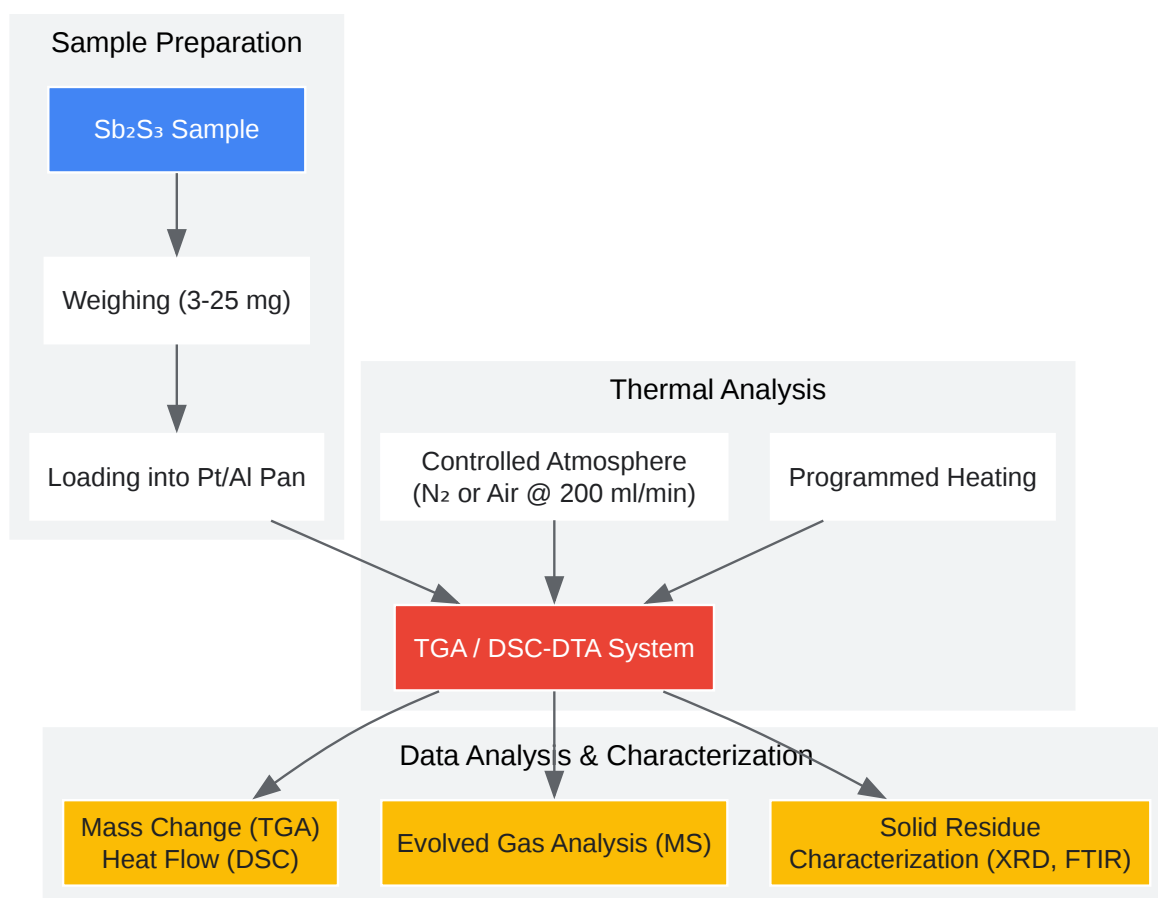 Sample Preparation
Sb₂S₃ Sample
Weighing (3-25 mg)
Loading into Pt/Al Pan
Thermal Analysis
Controlled Atmosphere
(N₂ or Air @ 200 ml/min)
Programmed Heating
TGA / DSC-DTA System
Data Analysis & Characterization
Mass Change (TGA)
Heat Flow (DSC)
Evolved Gas Analysis (MS)
Solid Residue
Characterization (XRD, FTIR)